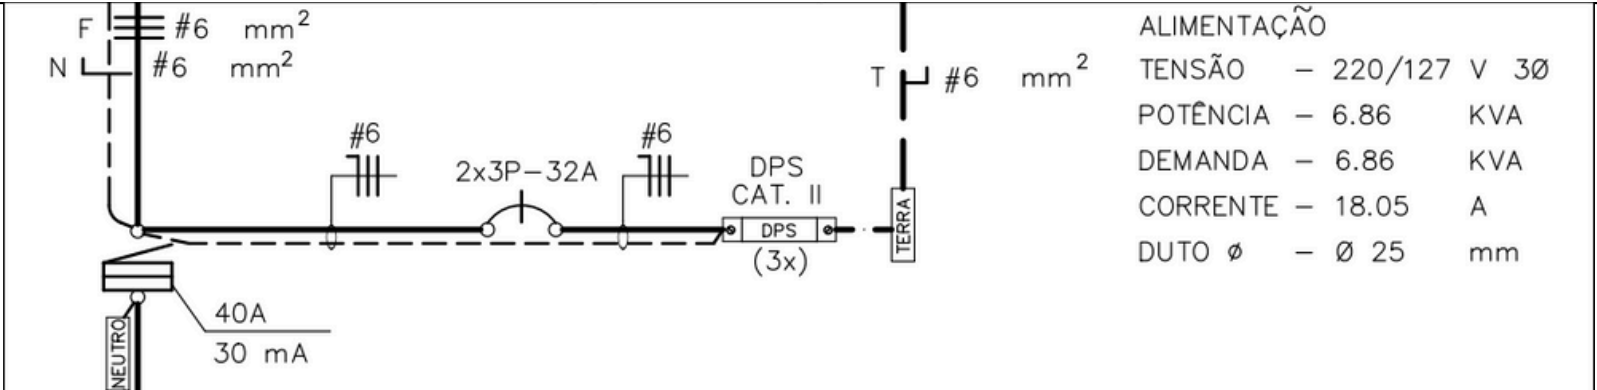 F #6 mm²
N #6 mm²
T #6 mm²
#6
#6
2x3P-32A
DPS
CAT. II
DPS
(3x)
TERRA
40A
30 mA
NEUTRO
ALIMENTAÇÃO
TENSÃO - 220/127 V 3Ø
POTÊNCIA - 6.86 KVA
DEMANDA - 6.86 KVA
CORRENTE - 18.05 A
DUTO ø - Ø 25 mm